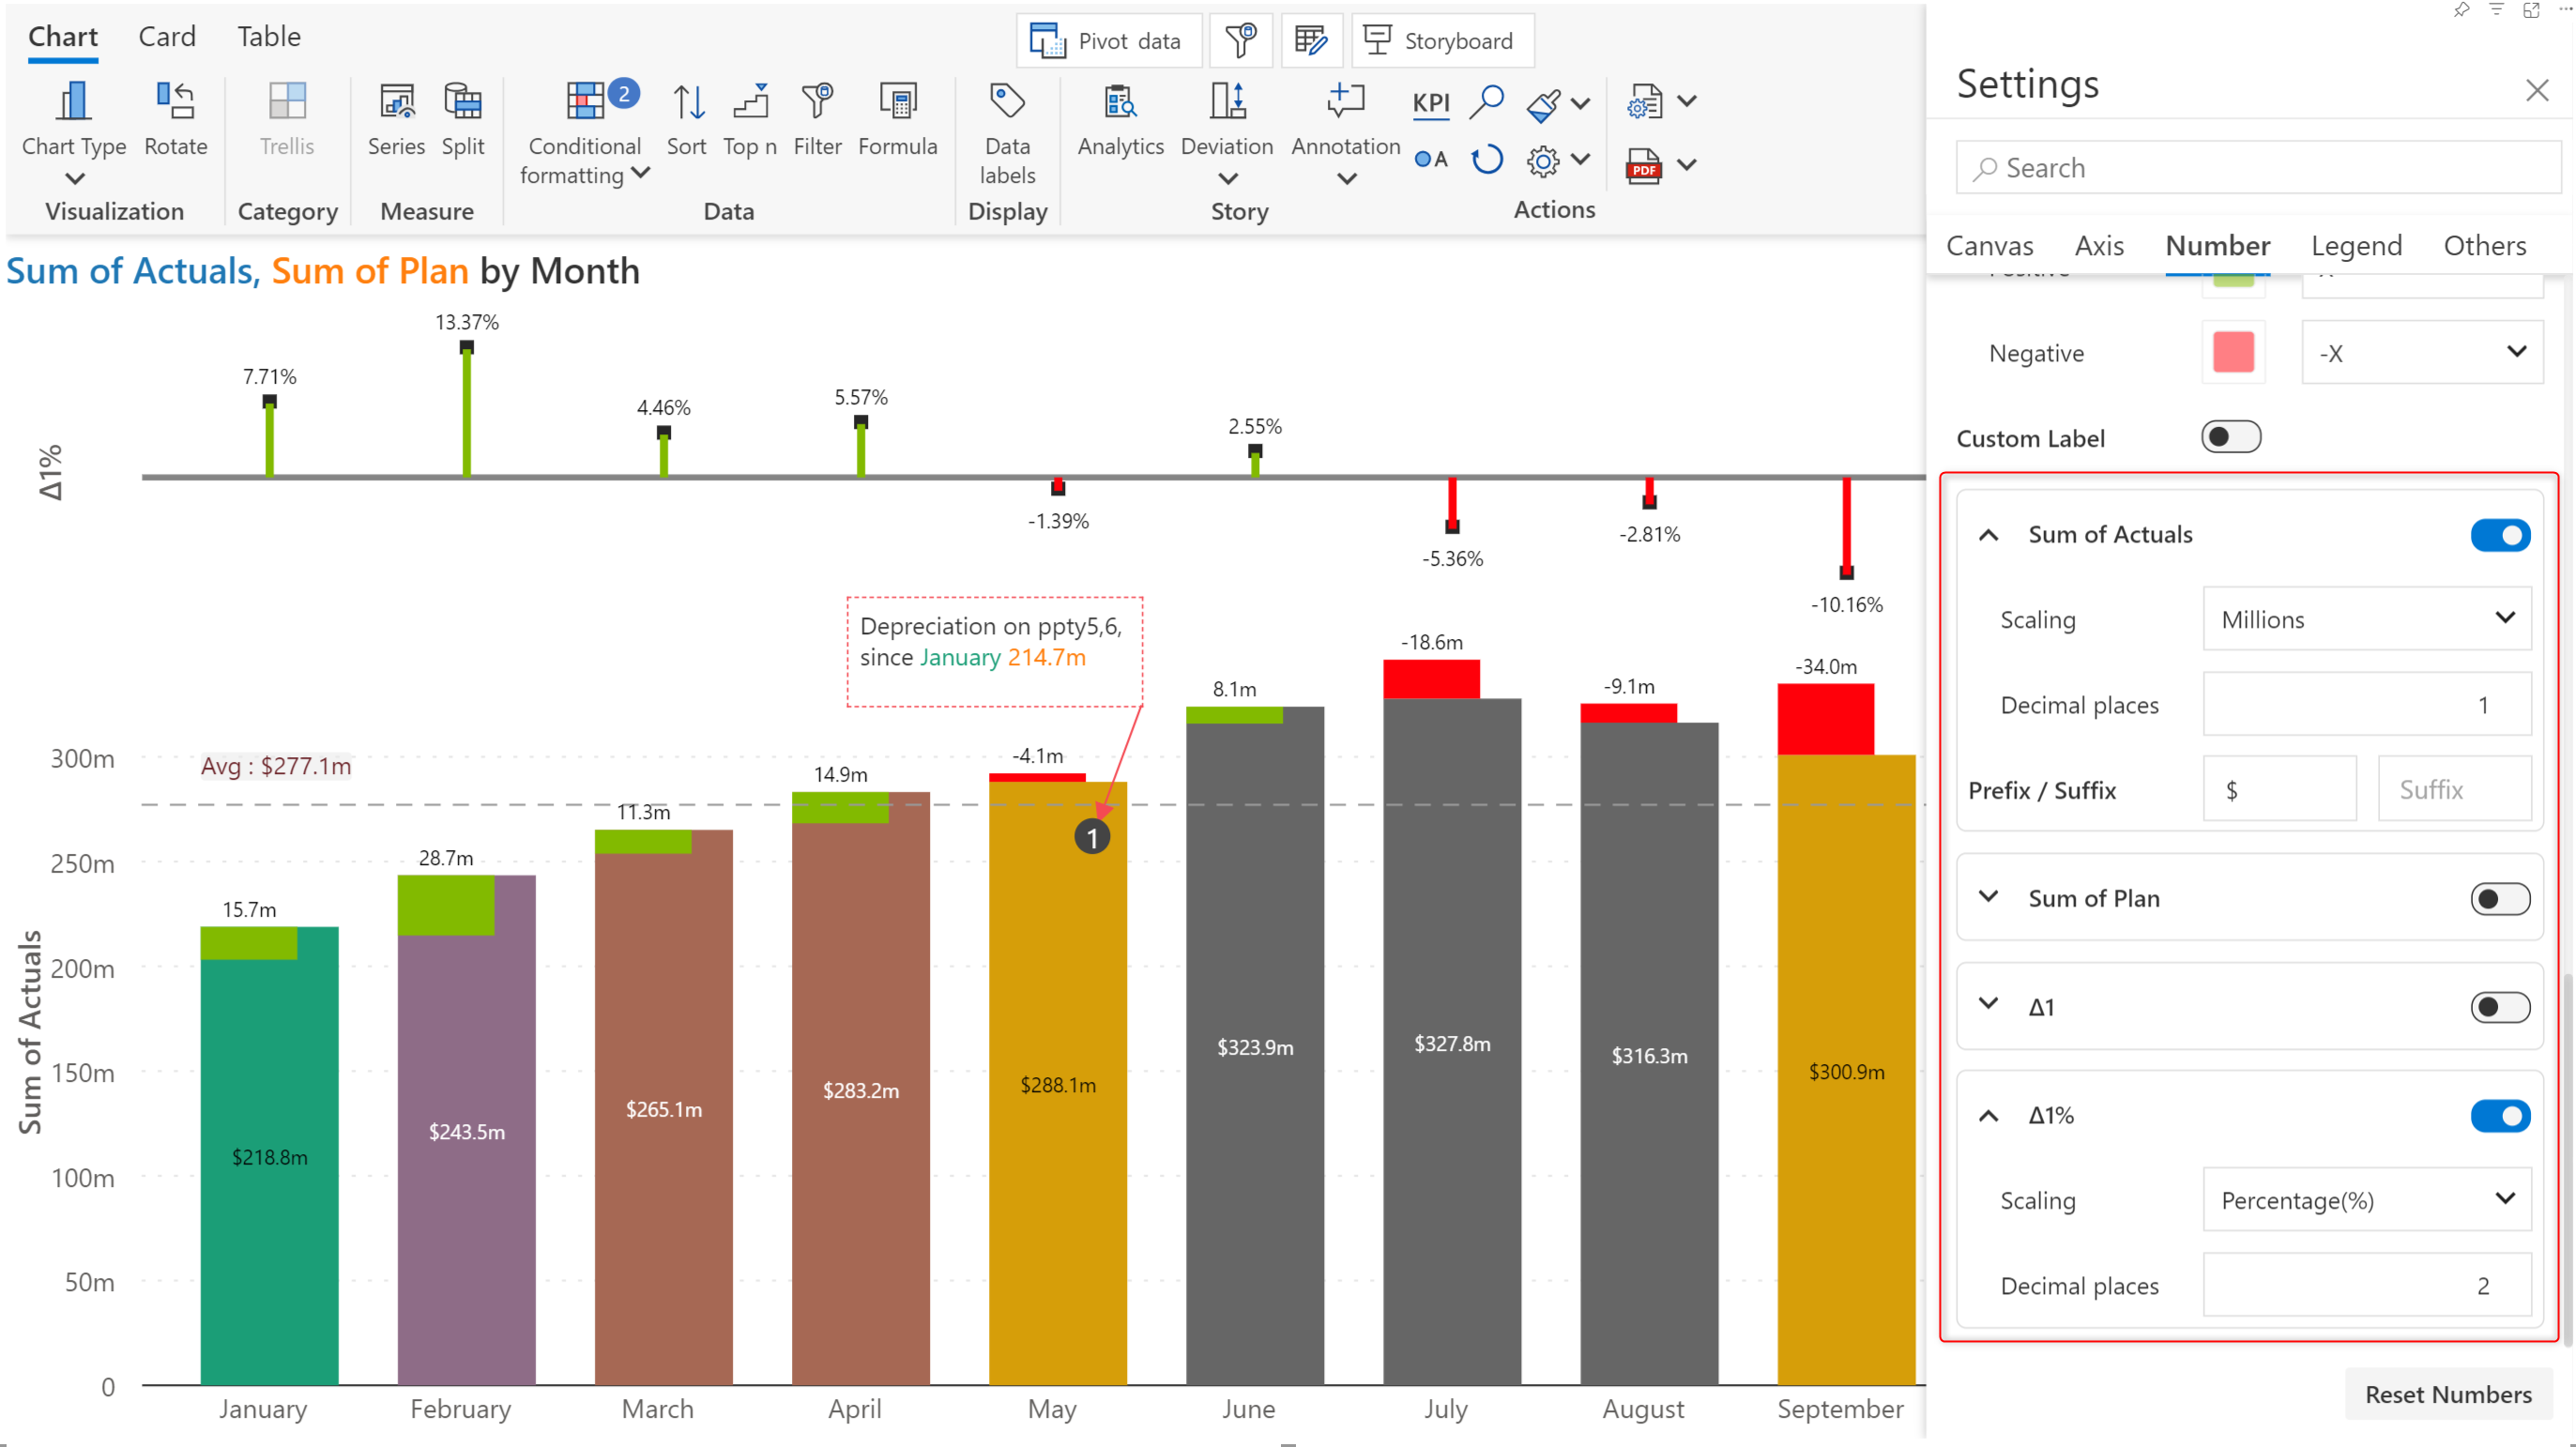 Chart Card Table
Pivot data
Storyboard
Chart Type
Rotate
Visualization
Trellis
Category
Series
Split
Measure
2
Conditional
formatting
Sort
Top n
Filter
Formula
Data
Data
labels
Display
Analytics
Deviation
Annotation
Story
KPI
A
PDF
Actions
Sum of Actuals, Sum of Plan by Month
Δ1%
7.71%
13.37%
4.46%
5.57%
-1.39%
2.55%
-5.36%
-2.81%
-10.16%
Depreciation on ppty5,6,
since January 214.7m
Avg : $277.1m
Sum of Actuals
300m
250m
200m
150m
100m
50m
0
15.7m
28.7m
11.3m
14.9m
-4.1m
8.1m
-18.6m
-9.1m
-34.0m
1
$218.8m
$243.5m
$265.1m
$283.2m
$288.1m
$323.9m
$327.8m
$316.3m
$300.9m
January February March April May June July August September
Settings
Search
Canvas Axis Number Legend Others
Negative
-X
Custom Label
Sum of Actuals
Scaling
Millions
Decimal places
1
Prefix / Suffix
$
Suffix
Sum of Plan
Δ1
Δ1%
Scaling
Percentage(%)
Decimal places
2
Reset Numbers